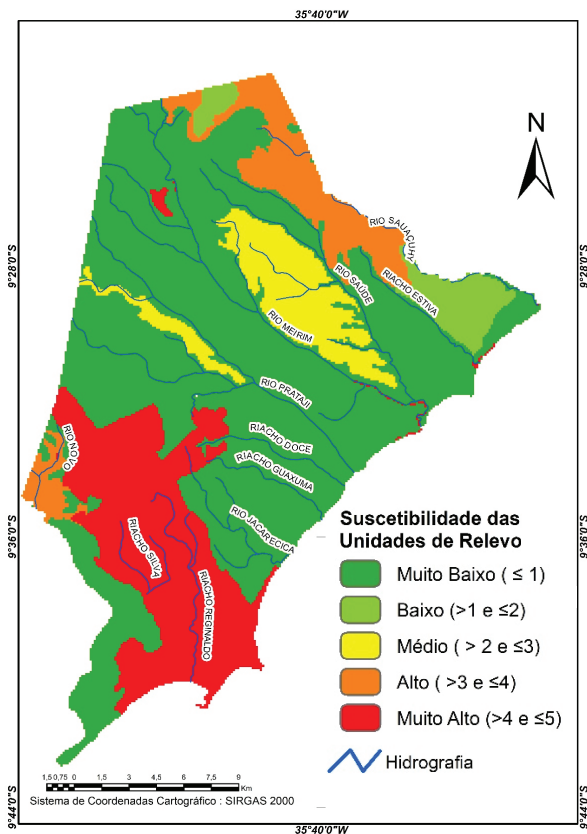 35°40'0"W
N
9°28'0"S
9°28'0"S
RIO SAUAÇUHY
RIACHO ESTIVA
RIO SAÚDE
RIO MEIRIM
RIO PRATAJI
RIACHO DOCE
RIACHO GUAXUMA
RIO NOVO
RIO JACARECICA
RIACHO SILVA
RIACHO REGINALDO
9°36'0"S
9°36'0"S
Suscetibilidade das
Unidades de Relevo
Muito Baixo ( ≤ 1)
Baixo (>1 e ≤2)
Médio ( > 2 e ≤3)
Alto ( >3 e ≤4)
Muito Alto (>4 e ≤5)
Hidrografia
1,5 0,75 0 1,5 3 4,5 6 7,5 9
Km
Sistema de Coordenadas Cartográfico : SIRGAS 2000
9°44'0"S
9°44'0"S
35°40'0"W